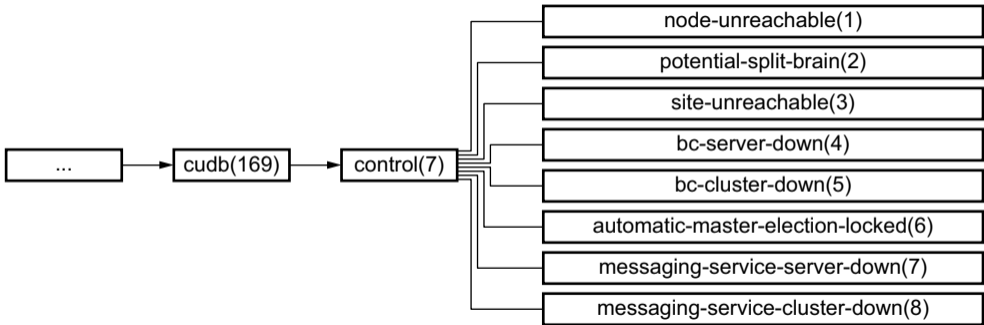 node-unreachable(1)
potential-split-brain(2)
site-unreachable(3)
bc-server-down(4)
... cudb(169) control(7)
bc-cluster-down(5)
automatic-master-election-locked(6)
messaging-service-server-down(7)
messaging-service-cluster-down(8)